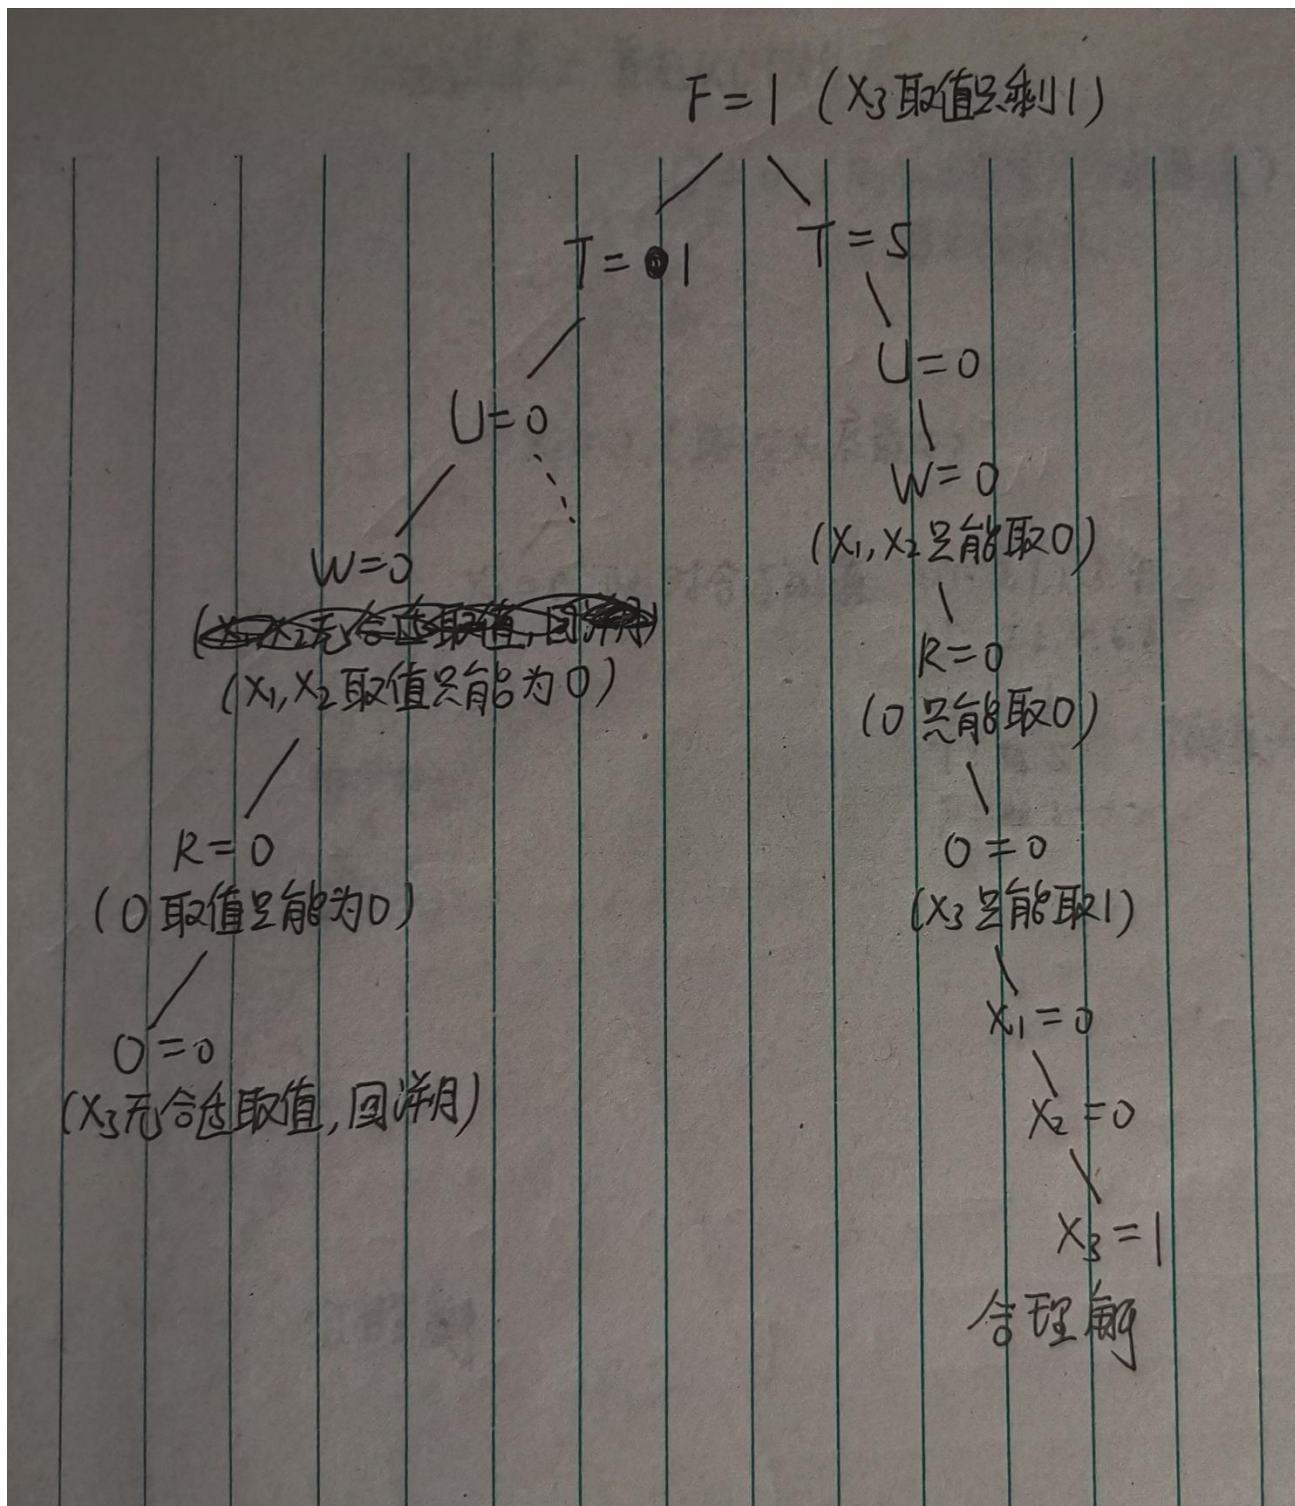 F = 1 (X3取值只剩1)
T = 1
T = 5
U = 0
U = 0
W = 0
W = 0
(X1, X2只能取0)
(X1, X2取值只能为0)
R = 0
(O只能取0)
R = 0
(O取值只能为0)
O = 0
(X3只能取1)
O = 0
(X3无合适取值, 回溯)
X1 = 0
X2 = 0
X3 = 1
合理解